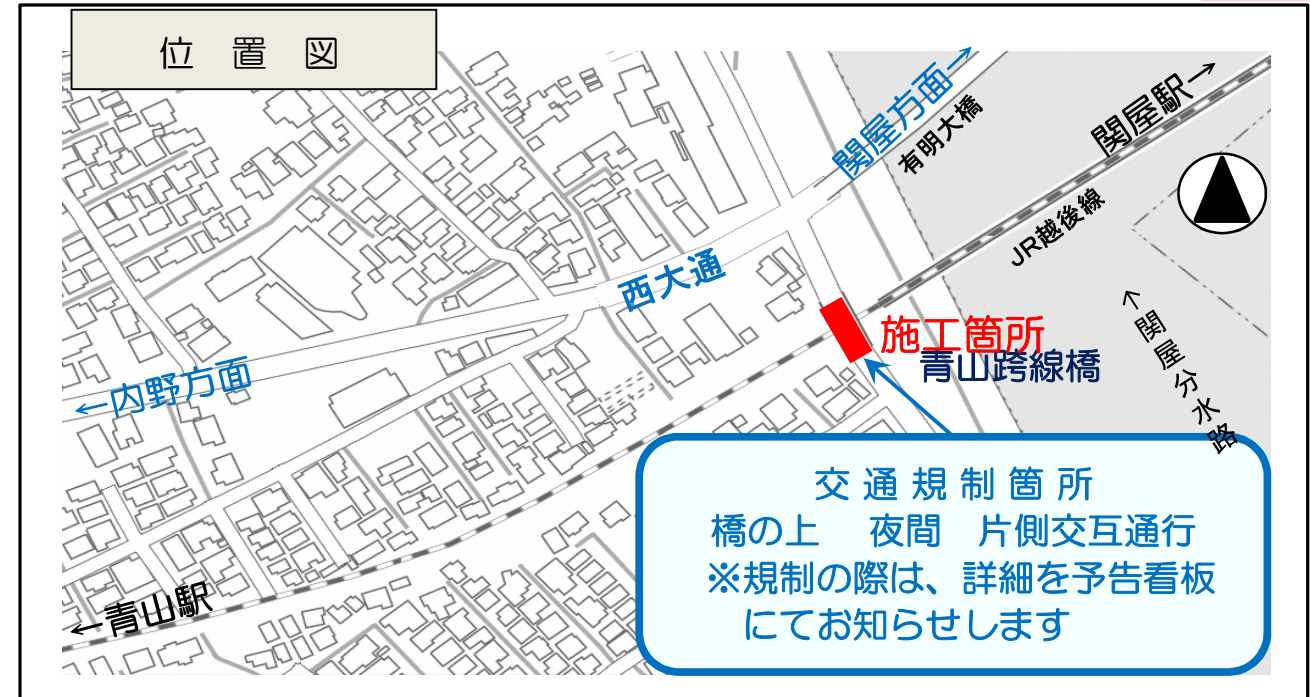 位 置 図
関屋方面→
有明大橋
関屋駅→
JR越後線
西大通
施工箇所
青山跨線橋
←関屋分水路
←内野方面
←青山駅
交 通 規 制 箇 所
橋の上 夜間 片側交互通行
※規制の際は、詳細を予告看板
にてお知らせします